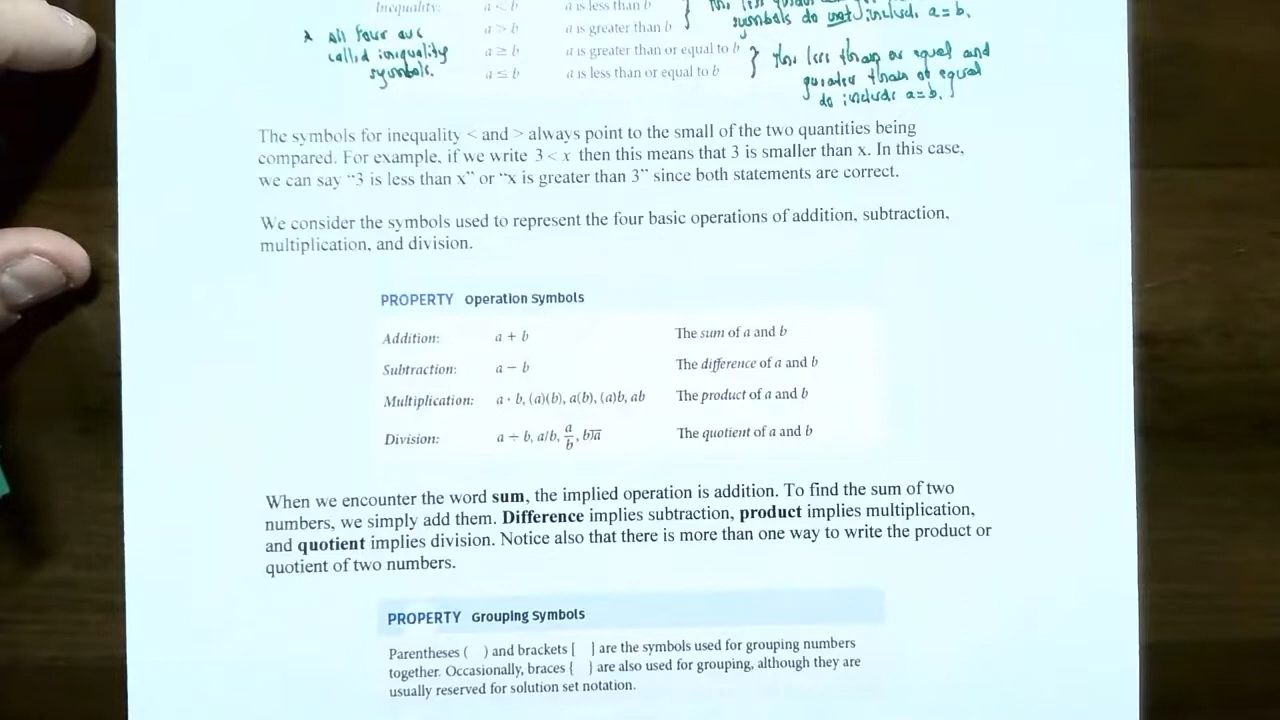 Inequality: a < b a is less than b
symbols do not include a=b.
a > b a is greater than b
* All four are
called inequality
symbols.
a ≥ b a is greater than or equal to b
a ≤ b a is less than or equal to b
} the less than or equal and
greater than or equal
do include a=b.
The symbols for inequality < and > always point to the small of the two quantities being
compared. For example, if we write 3 < x then this means that 3 is smaller than x. In this case,
we can say “3 is less than x” or “x is greater than 3” since both statements are correct.
We consider the symbols used to represent the four basic operations of addition, subtraction,
multiplication, and division.
PROPERTY Operation Symbols
Addition: a + b The sum of a and b
Subtraction: a − b The difference of a and b
Multiplication: a · b, (a)(b), a(b), (a)b, ab The product of a and b
Division: a ÷ b, a/b, a/b, b)a The quotient of a and b
When we encounter the word sum, the implied operation is addition. To find the sum of two
numbers, we simply add them. Difference implies subtraction, product implies multiplication,
and quotient implies division. Notice also that there is more than one way to write the product or
quotient of two numbers.
PROPERTY Grouping Symbols
Parentheses ( ) and brackets [ ] are the symbols used for grouping numbers
together. Occasionally, braces { } are also used for grouping, although they are
usually reserved for solution set notation.